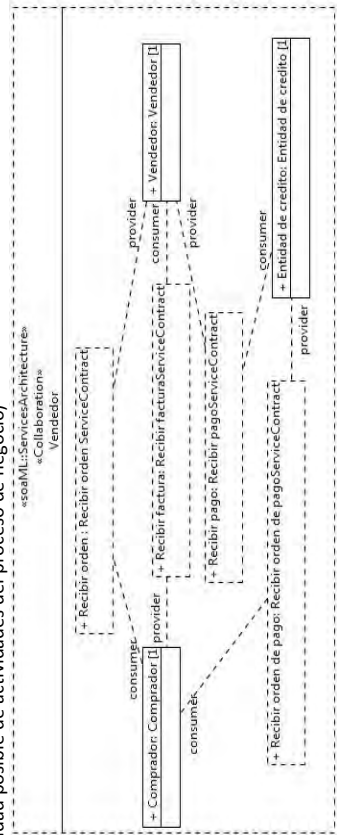 idad posible de actividades del proceso de negocio)
«soaML::ServicesArchitecture»
«Collaboration»
Vendedor
+ Recibir orden : Recibir orden ServiceContract
consumer
provider
+ Comprador: Comprador [1
provider
+ Recibir factura: Recibir facturaServiceContract
consumer
+ Vendedor: Vendedor [1
provider
+ Recibir pago: Recibir pagoServiceContract
consumer
consumer
+ Recibir orden de pago: Recibir orden de pagoServiceContract
provider
+ Entidad de credito: Entidad de credito [1